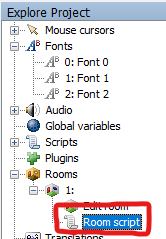 Explore Project
Mouse cursors
Fonts
0: Font 0
1: Font 1
2: Font 2
Audio
Global variables
Scripts
Plugins
Rooms
1:
Edit room
Room script
Translations